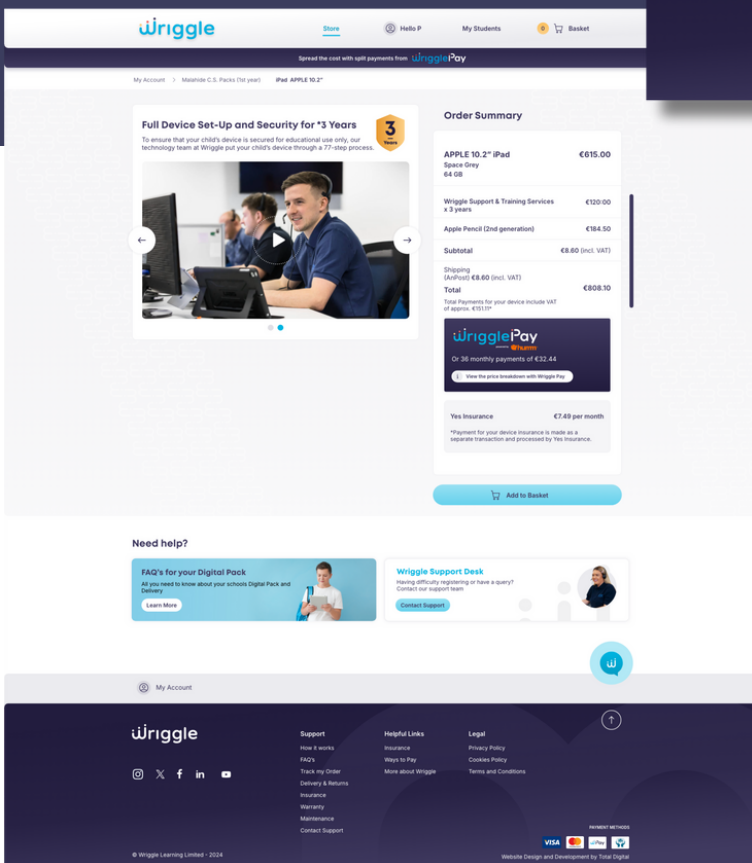 wriggle
Store
Hello P
My Students
0
Basket
Spread the cost with split payments from wrigglePay
My Account > Malahide C.S. Packs (1st year) iPad APPLE 10.2"
Full Device Set-Up and Security for *3 Years
To ensure that your child's device is secured for educational use only, our
technology team at Wriggle put your child's device through a 77-step process.
3
Years
Order Summary
APPLE 10.2" iPad €615.00
Space Grey
64 GB
Wriggle Support & Training Services €120:00
x 3 years
Apple Pencil (2nd generation) €184.50
Subtotal €8.60 (incl. VAT)
Shipping
(AnPost) €8.60 (incl. VAT)
Total €808.10
Total Payments for your device include VAT
of approx. €151.11*
wrigglePay
humm
Or 36 monthly payments of €32.44
i View the price breakdown with Wriggle Pay
Yes Insurance €7.49 per month
*Payment for your device insurance is made as a
separate transaction and processed by Yes Insurance.
Add to Basket
Need help?
FAQ's for your Digital Pack
All you need to know about your schools Digital Pack and
Delivery
Learn More
Wriggle Support Desk
Having difficulty registering or have a query?
Contact our support team
Contact Support
w
My Account
wriggle
Support
How it works
FAQ's
Track my Order
Delivery & Returns
Insurance
Warranty
Maintenance
Contact Support
Helpful Links
Insurance
Ways to Pay
More about Wriggle
Legal
Privacy Policy
Cookies Policy
Terms and Conditions
PAYMENT METHODS
VISA
© Wriggle Learning Limited - 2024
Website Design and Development by Total Digital